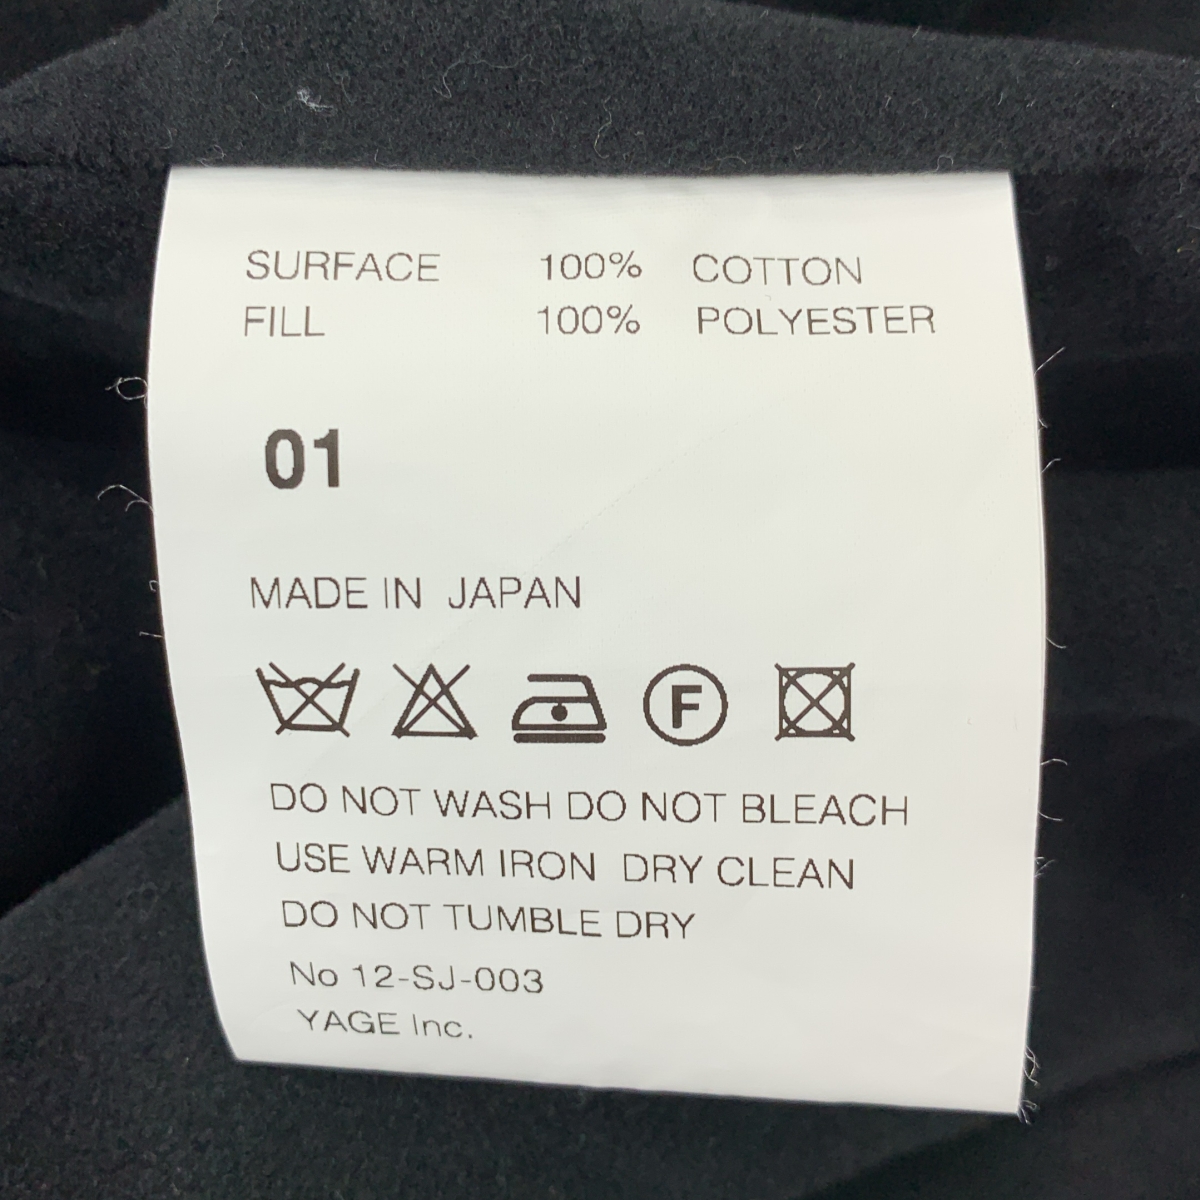 SURFACE 100% COTTON
FILL 100% POLYESTER
01
MADE IN JAPAN
F
DO NOT WASH DO NOT BLEACH
USE WARM IRON DRY CLEAN
DO NOT TUMBLE DRY
No 12-SJ-003
YAGE Inc.